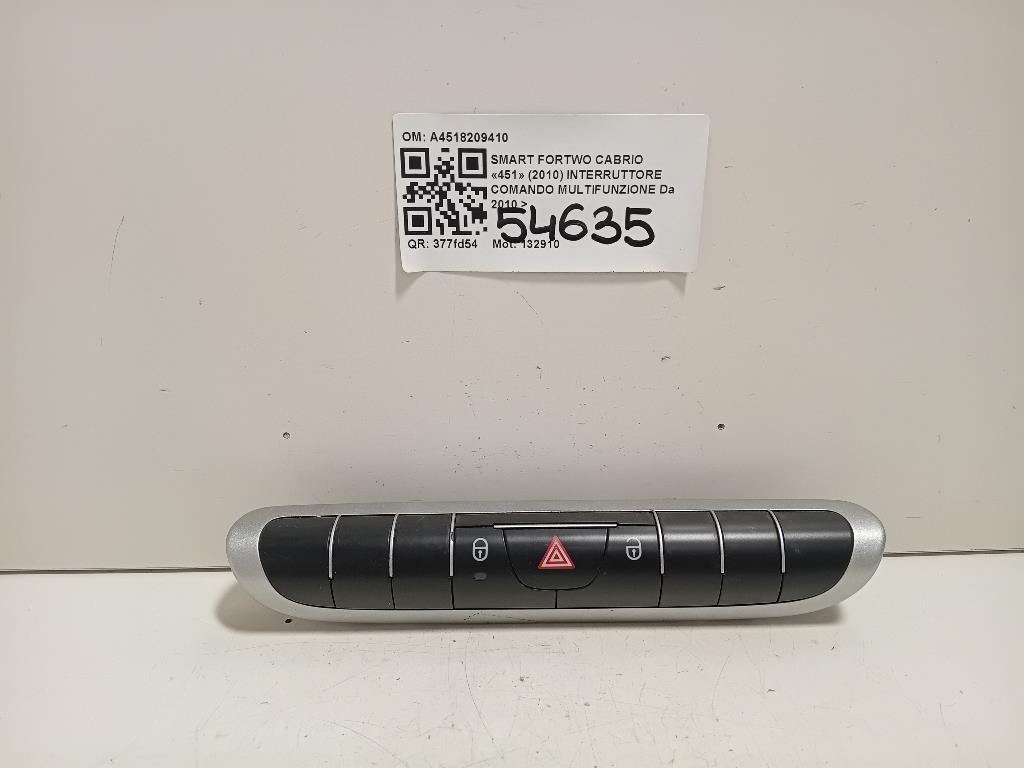 OM: A4518209410
SMART FORTWO CABRIO
«451» (2010) INTERRUTTORE
COMANDO MULTIFUNZIONE Da
2010 >
54635
QR: 377fd54 Mot: 132910